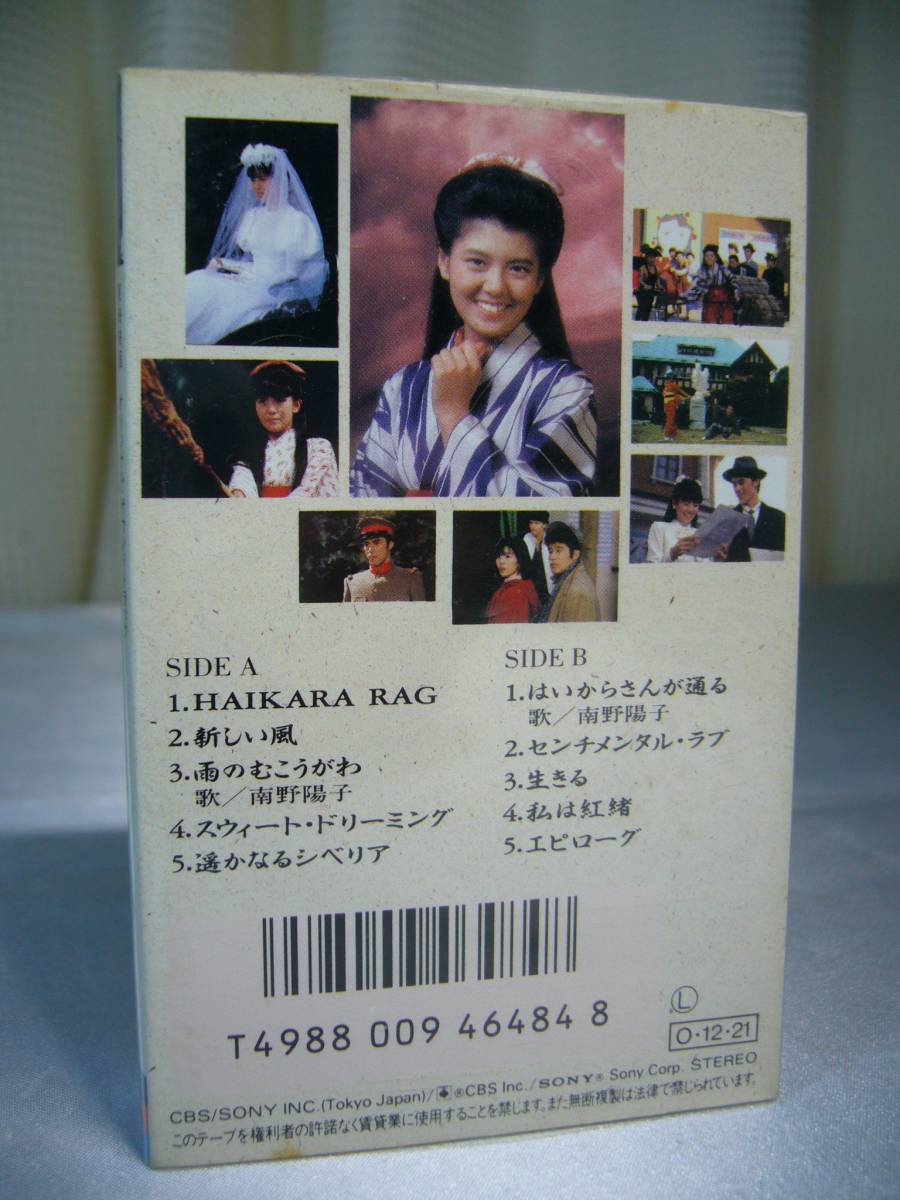 SIDE A
1.HAIKARA RAG
2.新しい風
3.雨のむこうがわ
歌／南野陽子
4.スウィート・ドリーミング
5.遥かなるシベリア
SIDE B
1.はいからさんが通る
歌／南野陽子
2.センチメンタル・ラブ
3.生きる
4.私は紅緒
5.エピローグ
T4988 009 46484 8
L
O・12・21
CBS/SONY INC.(Tokyo Japan)/®CBS Inc./SONY® Sony Corp. STEREO
このテープを権利者の許諾なく賃貸業に使用することを禁じます。また無断複製は法律で禁じられています。